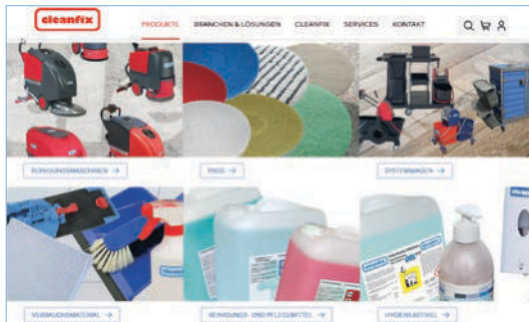 cleanfix
PRODUKTE BRANCHEN & LÖSUNGEN CLEANFIX SERVICES KONTAKT
REINIGUNGSMASCHINEN →
PADS →
SYSTEMWAGEN →
VERBRAUCHSMATERIAL →
REINIGUNGS- UND PFLEGEMITTEL →
HYGIENEARTIKEL →